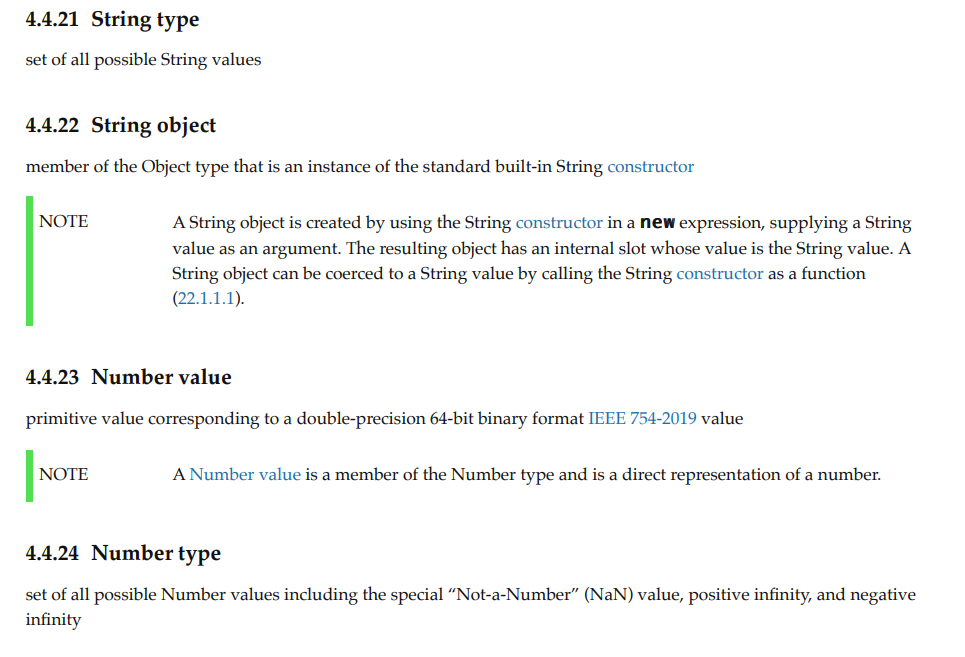 4.4.21 String type
set of all possible String values
4.4.22 String object
member of the Object type that is an instance of the standard built-in String constructor
NOTE A String object is created by using the String constructor in a new expression, supplying a String
value as an argument. The resulting object has an internal slot whose value is the String value. A
String object can be coerced to a String value by calling the String constructor as a function
(22.1.1.1).
4.4.23 Number value
primitive value corresponding to a double-precision 64-bit binary format IEEE 754-2019 value
NOTE A Number value is a member of the Number type and is a direct representation of a number.
4.4.24 Number type
set of all possible Number values including the special “Not-a-Number” (NaN) value, positive infinity, and negative
infinity